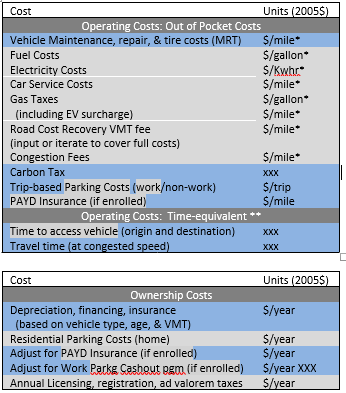 Cost Units (2005$)
Operating Costs: Out of Pocket Costs
Vehicle Maintenance, repair, & tire costs (MRT) $/mile*
Fuel Costs $/gallon*
Electricity Costs $/Kwhr*
Car Service Costs $/mile*
Gas Taxes $/gallon*
(including EV surcharge) $/mile*
Road Cost Recovery VMT fee $/mile*
(input or iterate to cover full costs)
Congestion Fees $/mile*
Carbon Tax xxx
Trip-based Parking Costs (work/non-work) $/trip
PAYD Insurance (if enrolled) $/mile
Operating Costs: Time-equivalent **
Time to access vehicle (origin and destination) xxx
Travel time (at congested speed) xxx
Cost Units (2005$)
Ownership Costs
Depreciation, financing, insurance $/year
(based on vehicle type, age, & VMT)
Residential Parking Costs (home) $/year
Adjust for PAYD Insurance (if enrolled) $/year
Adjust for Work Parkg Cashout pgm (if enrolled) $/year XXX
Annual Licensing, registration, ad valorem taxes $/year